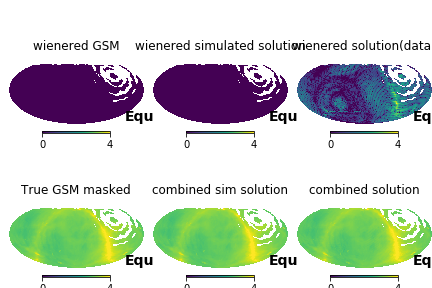 wienered GSM
wienered simulated solution
wienered solution(data
Equ
Equ
Eq
0 4
0 4
0 4
True GSM masked
combined sim solution
combined solution
Equ
Equ
Eq
0 4
0 4
0 4